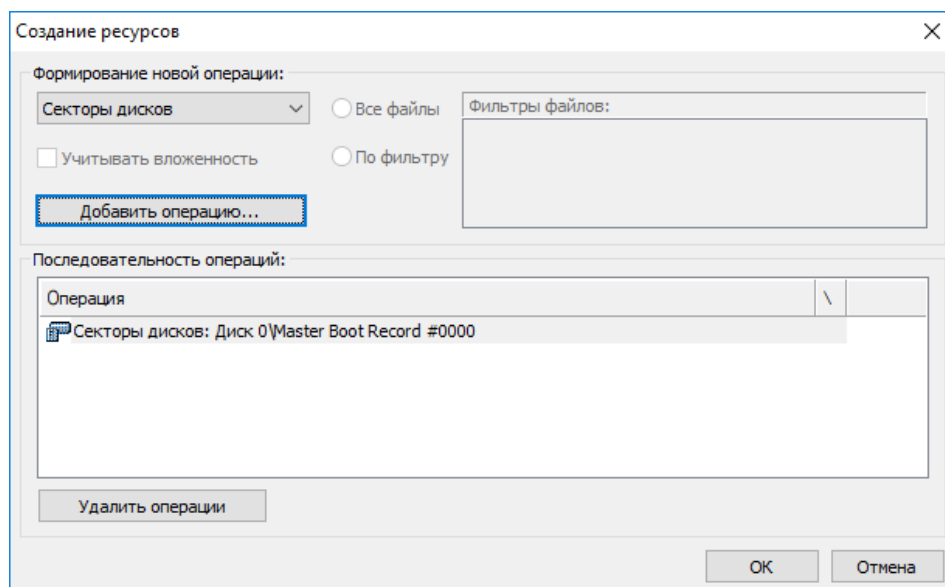 Создание ресурсов
Формирование новой операции:
Секторы дисков
Все файлы
Фильтры файлов:
Учитывать вложенность
По фильтру
Добавить операцию...
Последовательность операций:
Операция \
Секторы дисков: Диск 0\Master Boot Record #0000
Удалить операции
ОК Отмена